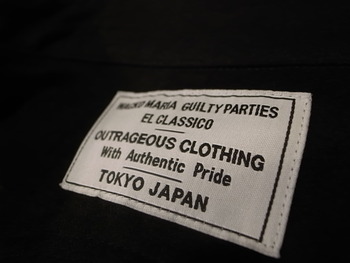 WACKO MARIA GUILTY PARTIES
EL CLASSICO
OUTRAGEOUS CLOTHING
With Authentic Pride
TOKYO JAPAN